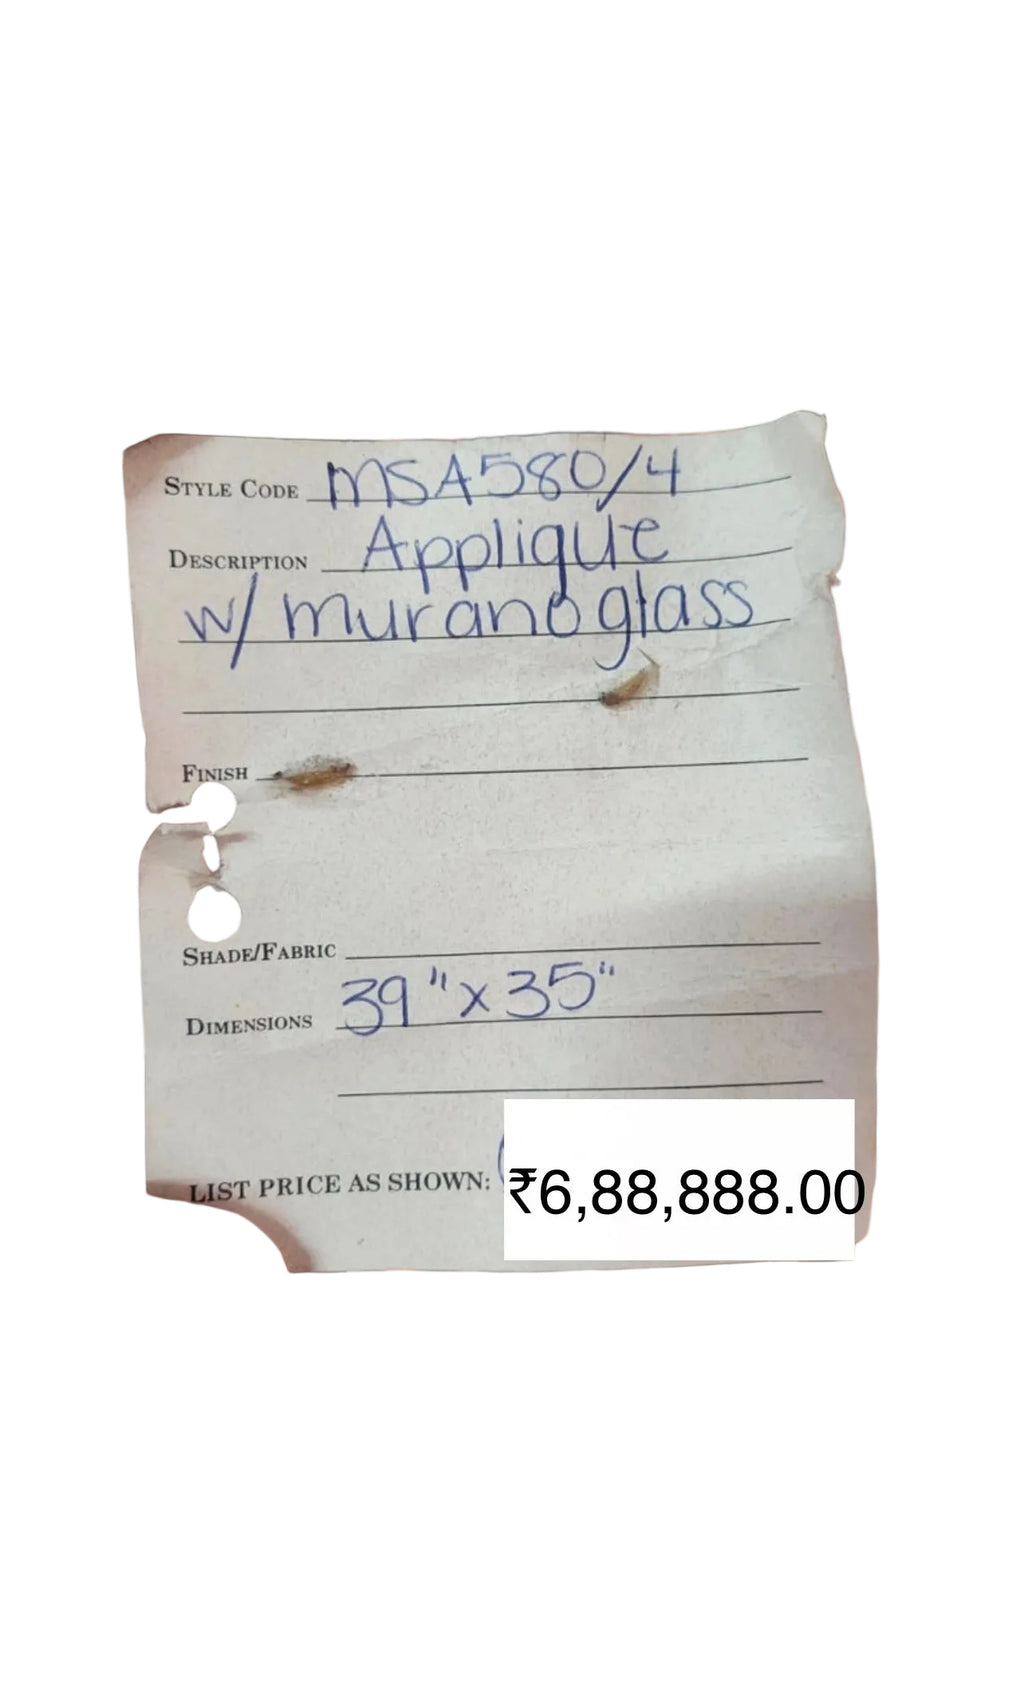 STYLE CODE MSA580/4
DESCRIPTION Applique
w/ murano glass
FINISH
SHADE/FABRIC
DIMENSIONS 39" x 35"
LIST PRICE AS SHOWN: ₹6,88,888.00